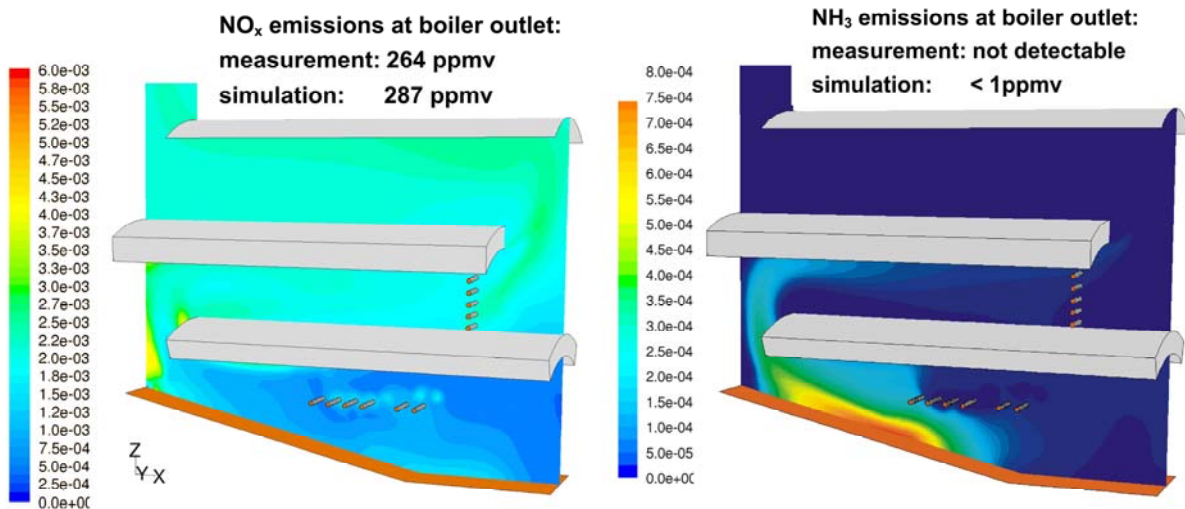 NOx emissions at boiler outlet:
measurement: 264 ppmv
simulation: 287 ppmv
6.0e-03
5.8e-03
5.5e-03
5.3e-03
5.0e-03
4.7e-03
4.3e-03
4.0e-03
3.7e-03
3.5e-03
3.3e-03
3.0e-03
2.7e-03
2.5e-03
2.3e-03
2.0e-03
1.8e-03
1.5e-03
1.2e-03
1.0e-03
7.5e-04
5.0e-04
2.5e-04
0.0e+00
Z
Y X
NH3 emissions at boiler outlet:
measurement: not detectable
simulation: < 1ppmv
8.0e-04
7.5e-04
7.0e-04
6.5e-04
6.0e-04
5.5e-04
5.0e-04
4.5e-04
4.0e-04
3.5e-04
3.0e-04
2.5e-04
2.0e-04
1.5e-04
1.0e-04
5.0e-05
0.0e+00